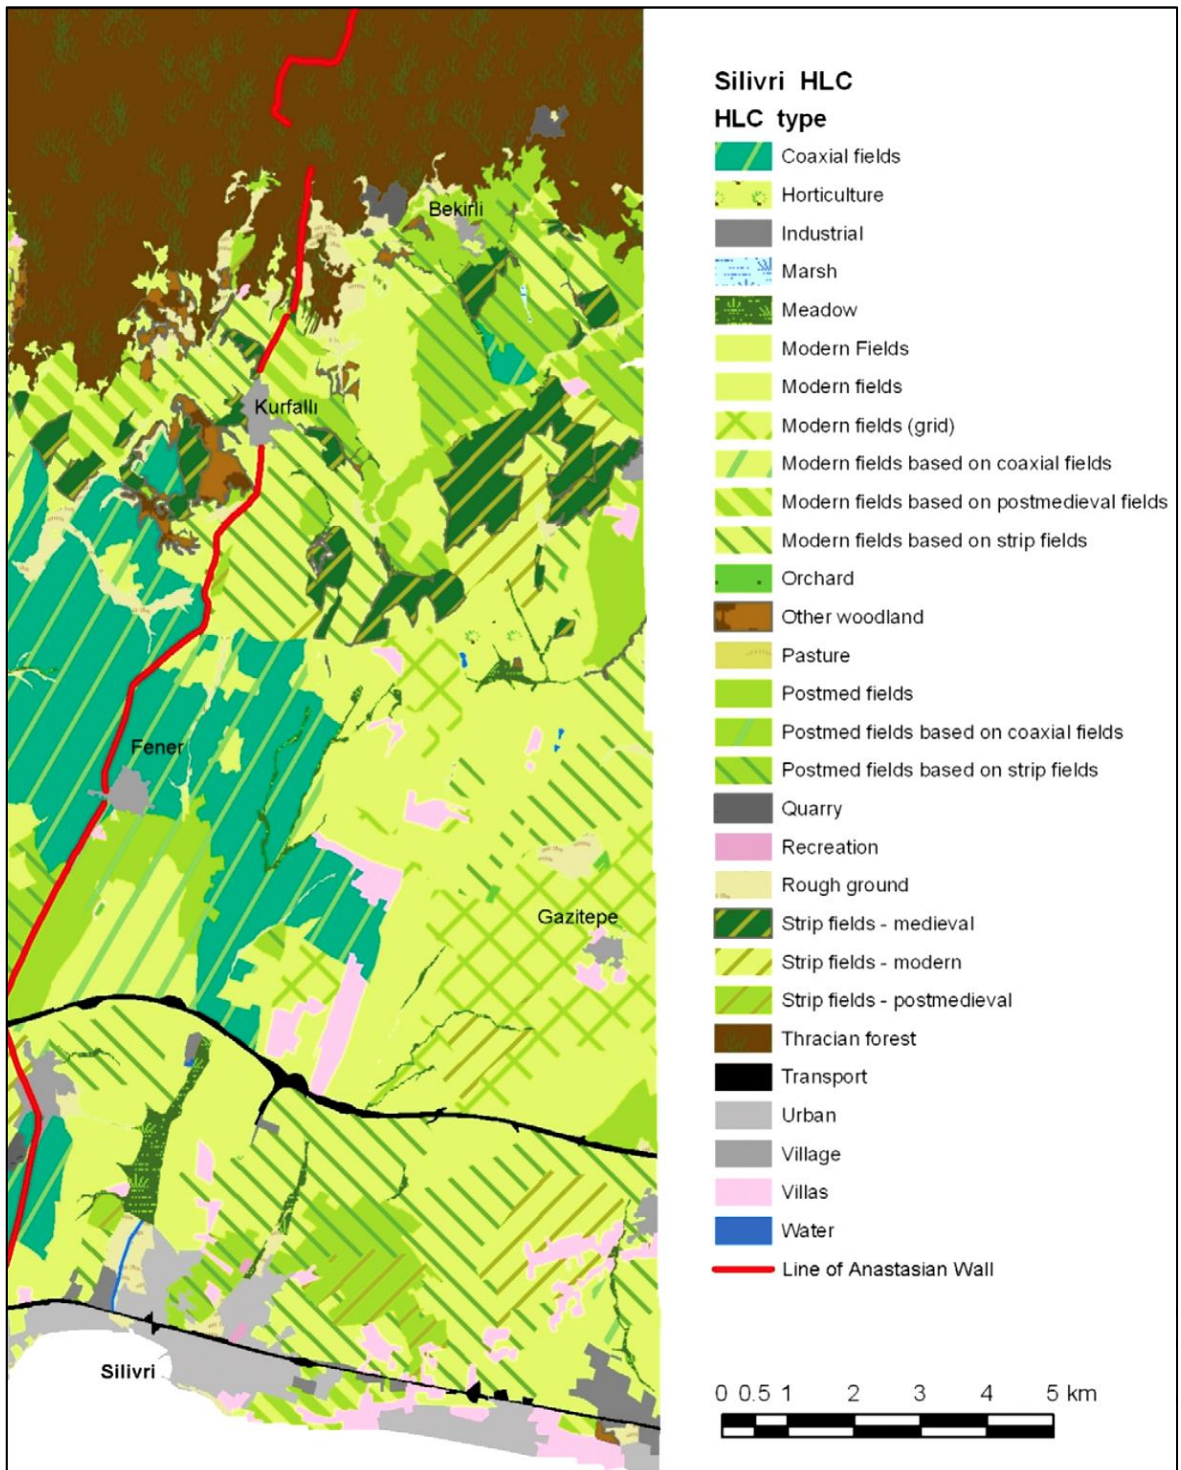 Silivri HLC
HLC type
Coaxial fields
Horticulture
Industrial
Marsh
Meadow
Modern Fields
Modern fields
Modern fields (grid)
Modern fields based on coaxial fields
Modern fields based on postmedieval fields
Modern fields based on strip fields
Orchard
Other woodland
Pasture
Postmed fields
Postmed fields based on coaxial fields
Postmed fields based on strip fields
Quarry
Recreation
Rough ground
Strip fields - medieval
Strip fields - modern
Strip fields - postmedieval
Thracian forest
Transport
Urban
Village
Villas
Water
Line of Anastasian Wall
0 0.5 1 2 3 4 5 km
Bekirli
Kurfallı
Fener
Gazitepe
Silivri